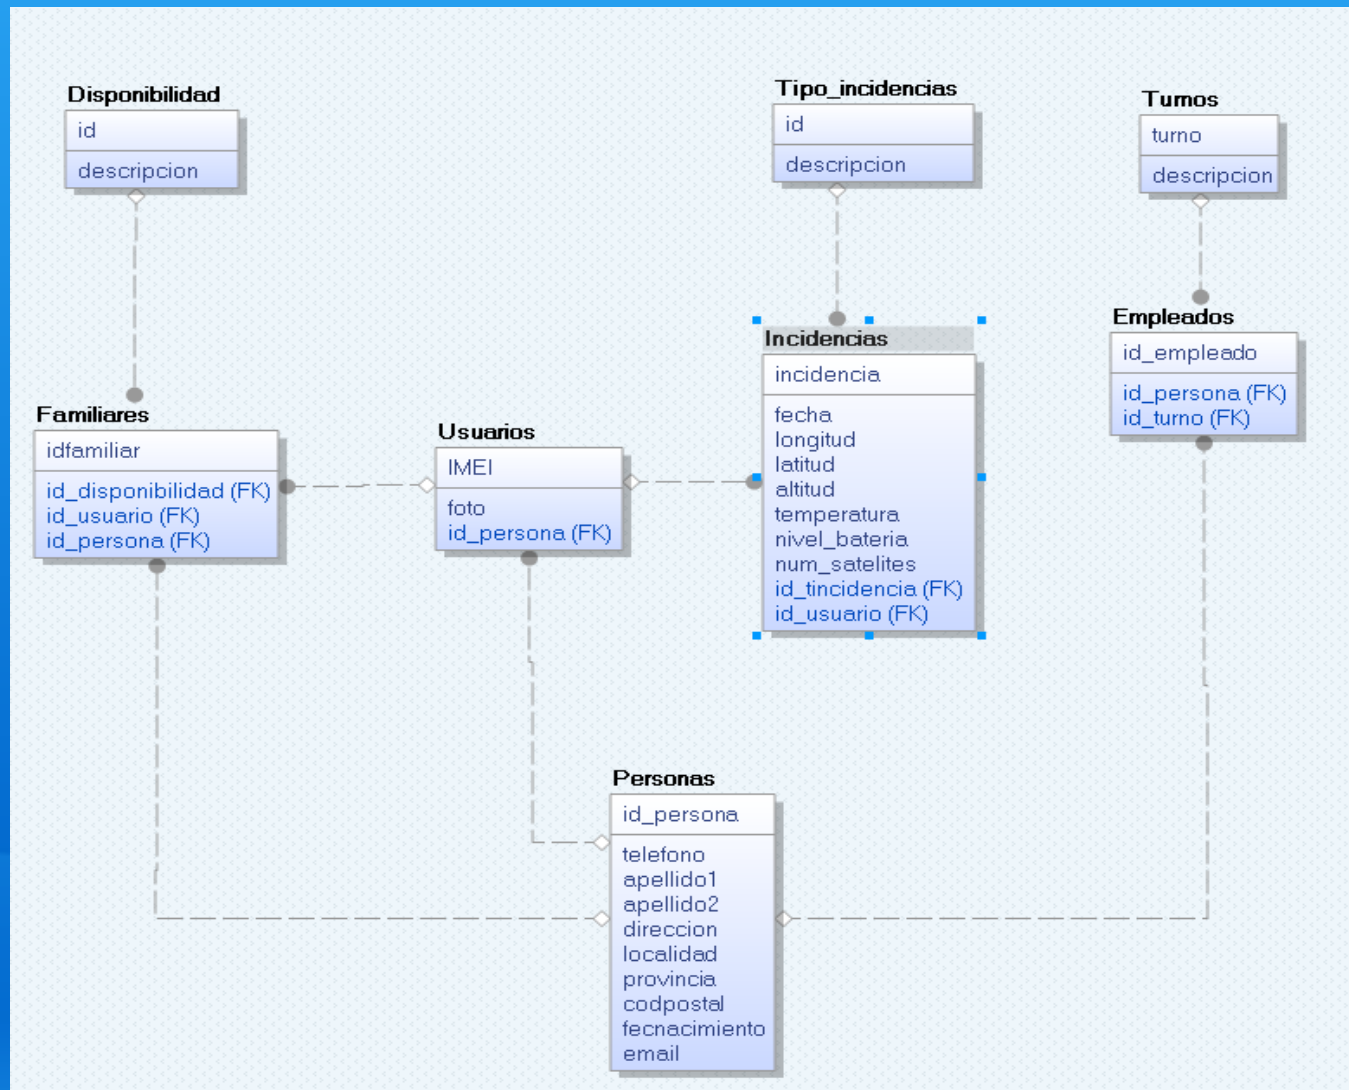 Disponibilidad
id
descripcion
Tipo_incidencias
id
descripcion
Turnos
turno
descripcion
Familiares
idfamiliar
id_disponibilidad (FK)
id_usuario (FK)
id_persona (FK)
Usuarios
IMEI
foto
id_persona (FK)
Incidencias
incidencia
fecha
longitud
latitud
altitud
temperatura
nivel_bateria
num_satelites
id_tincidencia (FK)
id_usuario (FK)
Empleados
id_empleado
id_persona (FK)
id_turno (FK)
Personas
id_persona
telefono
apellido1
apellido2
direccion
localidad
provincia
codpostal
fecnacimiento
email